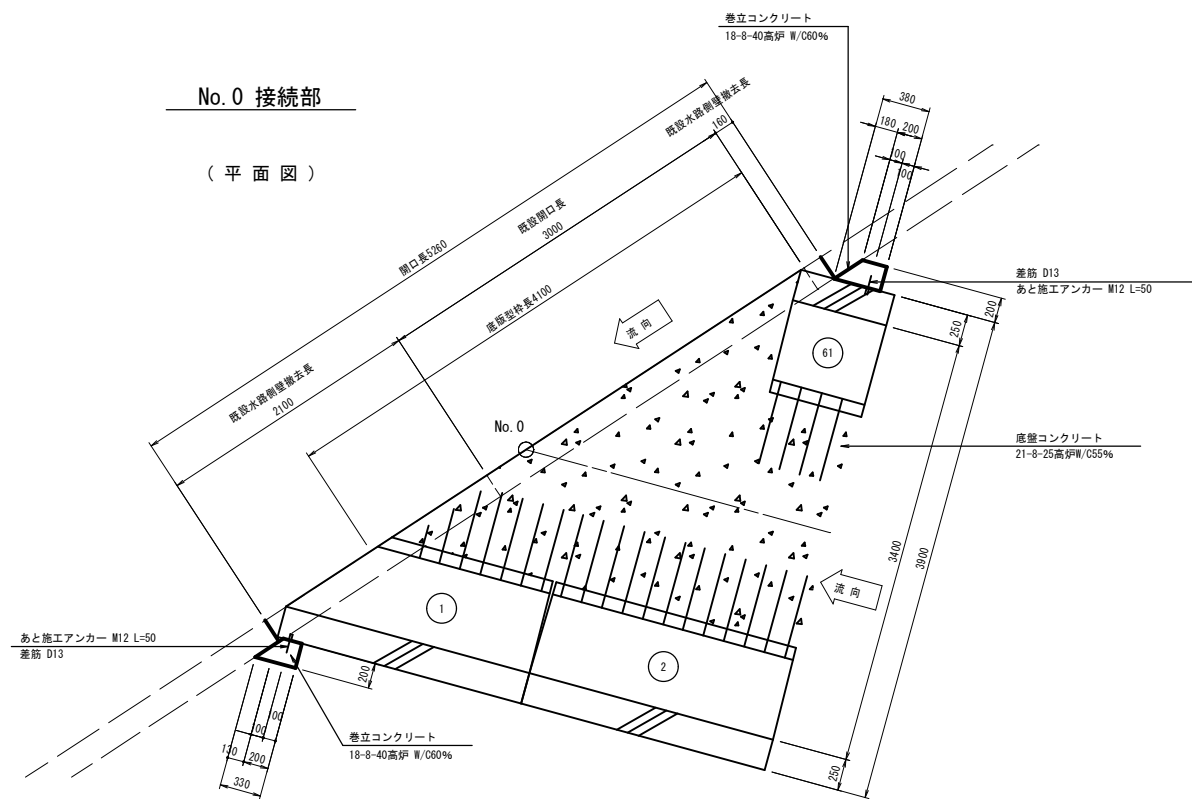 巻立コンクリート
18-8-40高炉 W/C60%
No.0 接続部
(平面図)
既設水路側壁撤去長
160
380
180
200
100
100
開口長5260
既設開口長
3000
底版型枠長4100
流向
差筋 D13
あと施工アンカー M12 L=50
200
250
61
既設水路側壁撤去長
2100
No.0
底盤コンクリート
21-8-25高炉W/C55%
3400
3900
流向
1
2
あと施工アンカー M12 L=50
差筋 D13
200
100
100
130
200
330
巻立コンクリート
18-8-40高炉 W/C60%
250